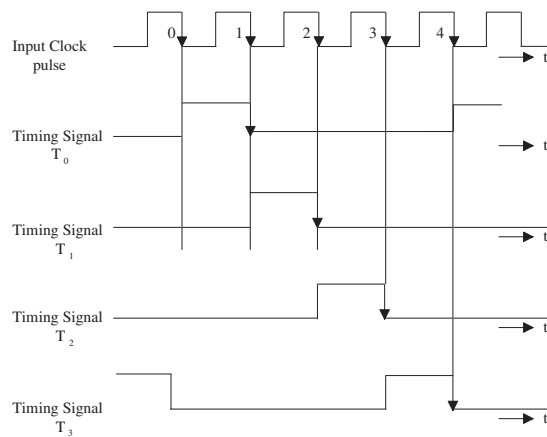 0 1 2 3 4
Input Clock
pulse
t
Timing Signal
T₀
t
Timing Signal
T₁
t
Timing Signal
T₂
t
Timing Signal
T₃
t